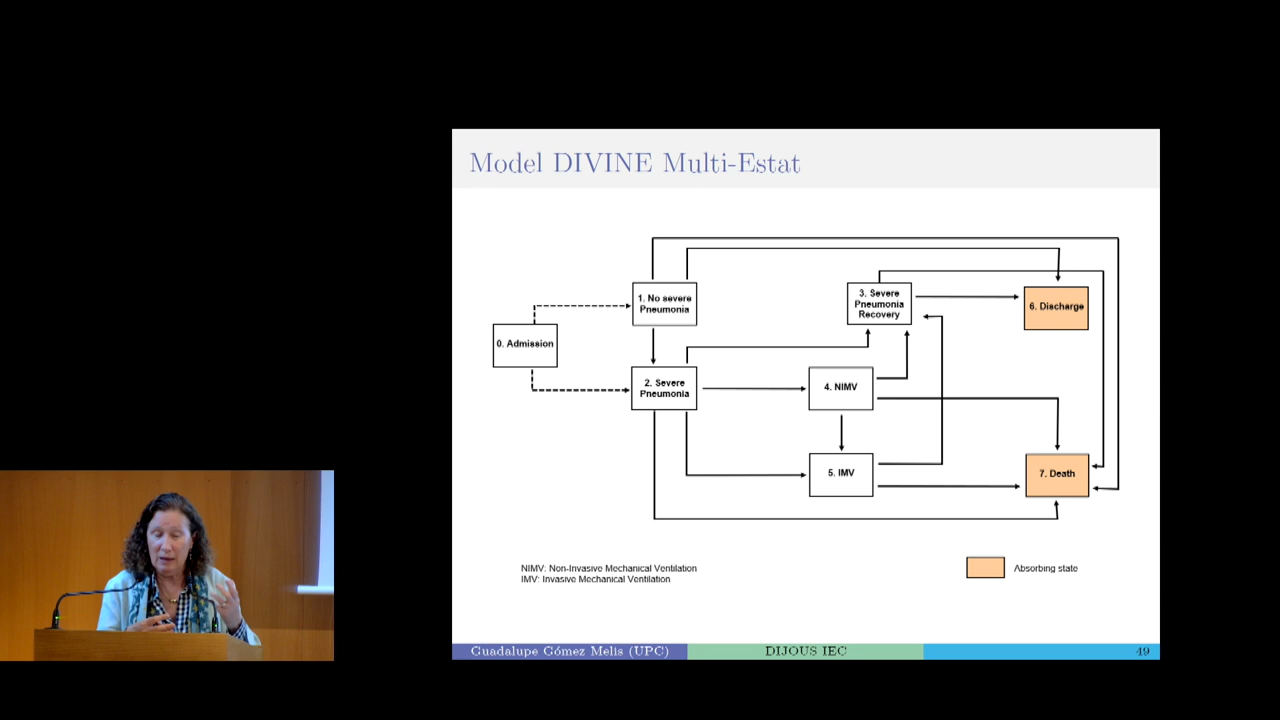 Model DIVINE Multi-Estat
0. Admission
1. No severe
Pneumonia
2. Severe
Pneumonia
3. Severe
Pneumonia
Recovery
4. NIMV
5. IMV
6. Discharge
7. Death
NIMV: Non-Invasive Mechanical Ventilation
IMV: Invasive Mechanical Ventilation
Absorbing state
Guadalupe Gómez Melis (UPC)
DIJOUS IEC
49